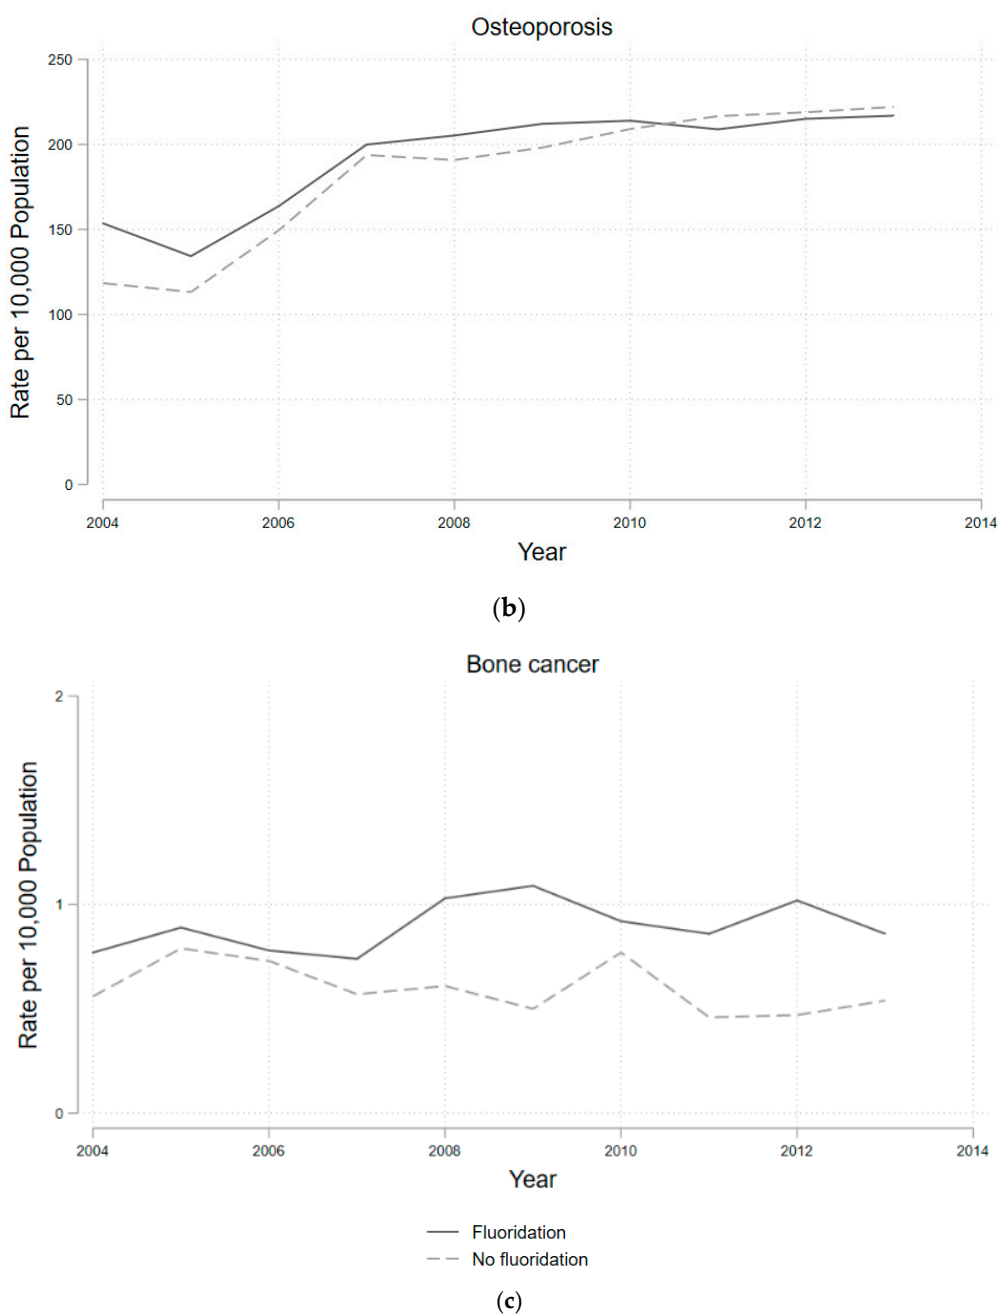 Osteoporosis
Rate per 10,000 Population
250
200
150
100
50
0
2004 2006 2008 2010 2012 2014
Year
(b)
Bone cancer
Rate per 10,000 Population
2
1
0
2004 2006 2008 2010 2012 2014
Year
Fluoridation
No fluoridation
(c)